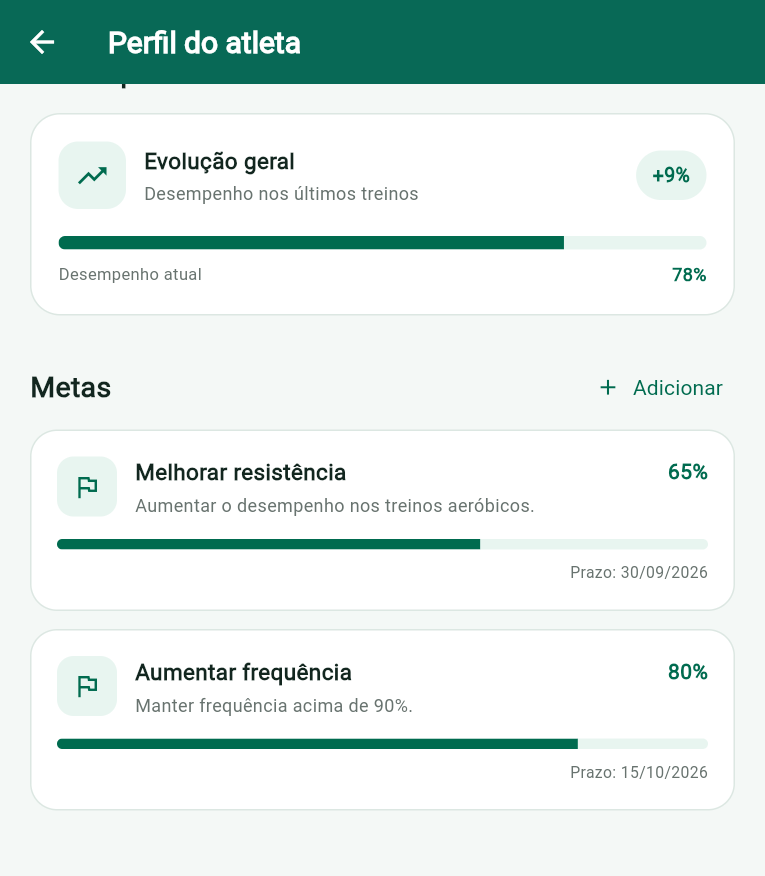 Perfil do atleta
Evolução geral
+9%
Desempenho nos últimos treinos
Desempenho atual
78%
Metas
+ Adicionar
Melhorar resistência
65%
Aumentar o desempenho nos treinos aeróbicos.
Prazo: 30/09/2026
Aumentar frequência
80%
Manter frequência acima de 90%.
Prazo: 15/10/2026